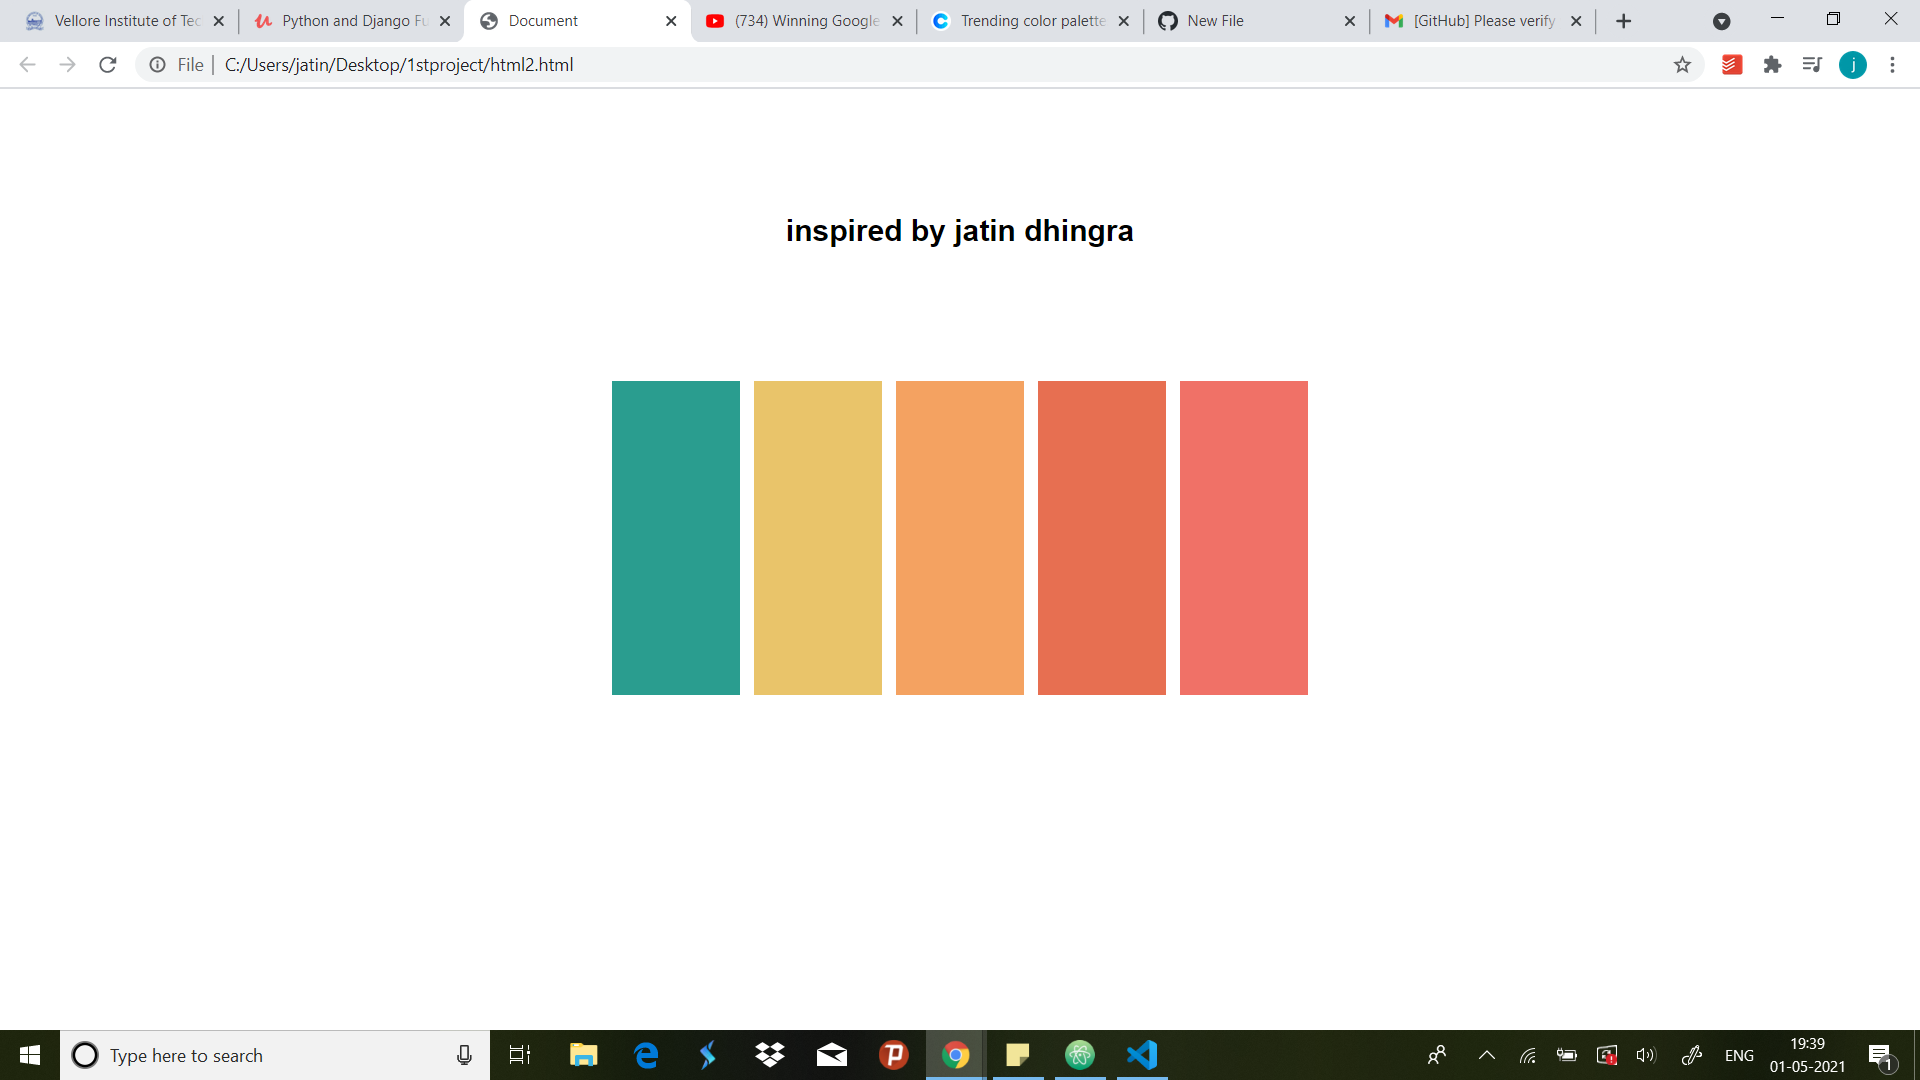 Vellore Institute of Tec
Python and Django Fu
Document
(734) Winning Google
Trending color palette
New File
[GitHub] Please verify
File
C:/Users/jatin/Desktop/1stproject/html2.html
j
inspired by jatin dhingra
Type here to search
ENG
19:39
01-05-2021
1